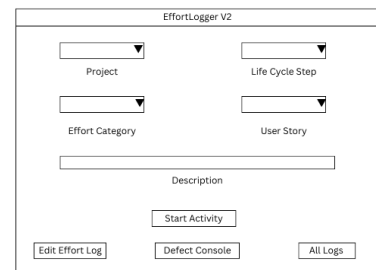 EffortLogger V2
Project
Life Cycle Step
Effort Category
User Story
Description
Start Activity
Edit Effort Log
Defect Console
All Logs